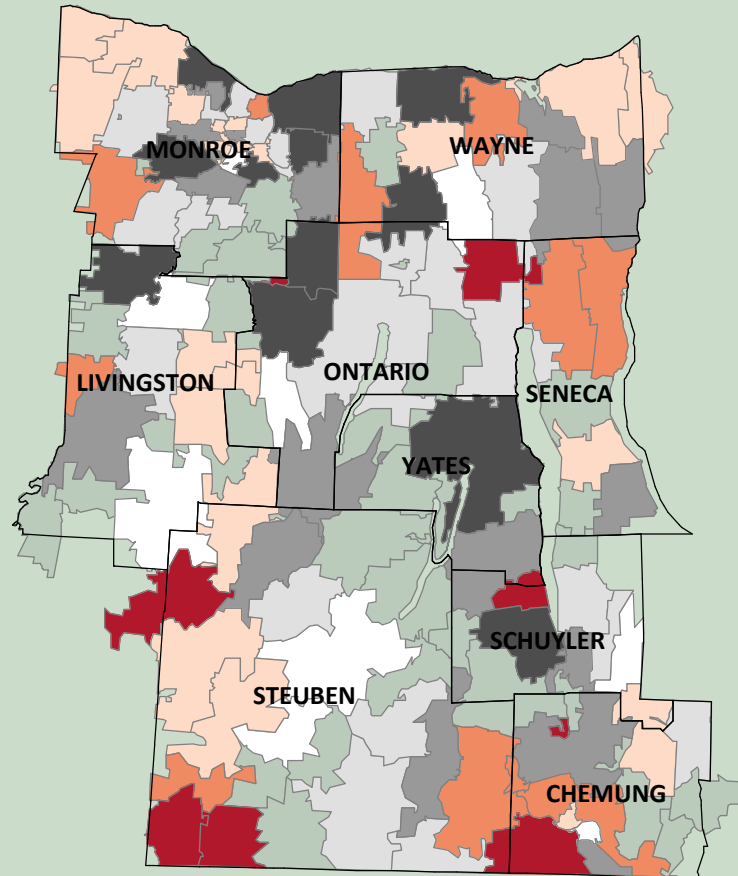 MONROE
WAYNE
LIVINGSTON
ONTARIO
SENECA
YATES
SCHUYLER
STEUBEN
CHEMUNG